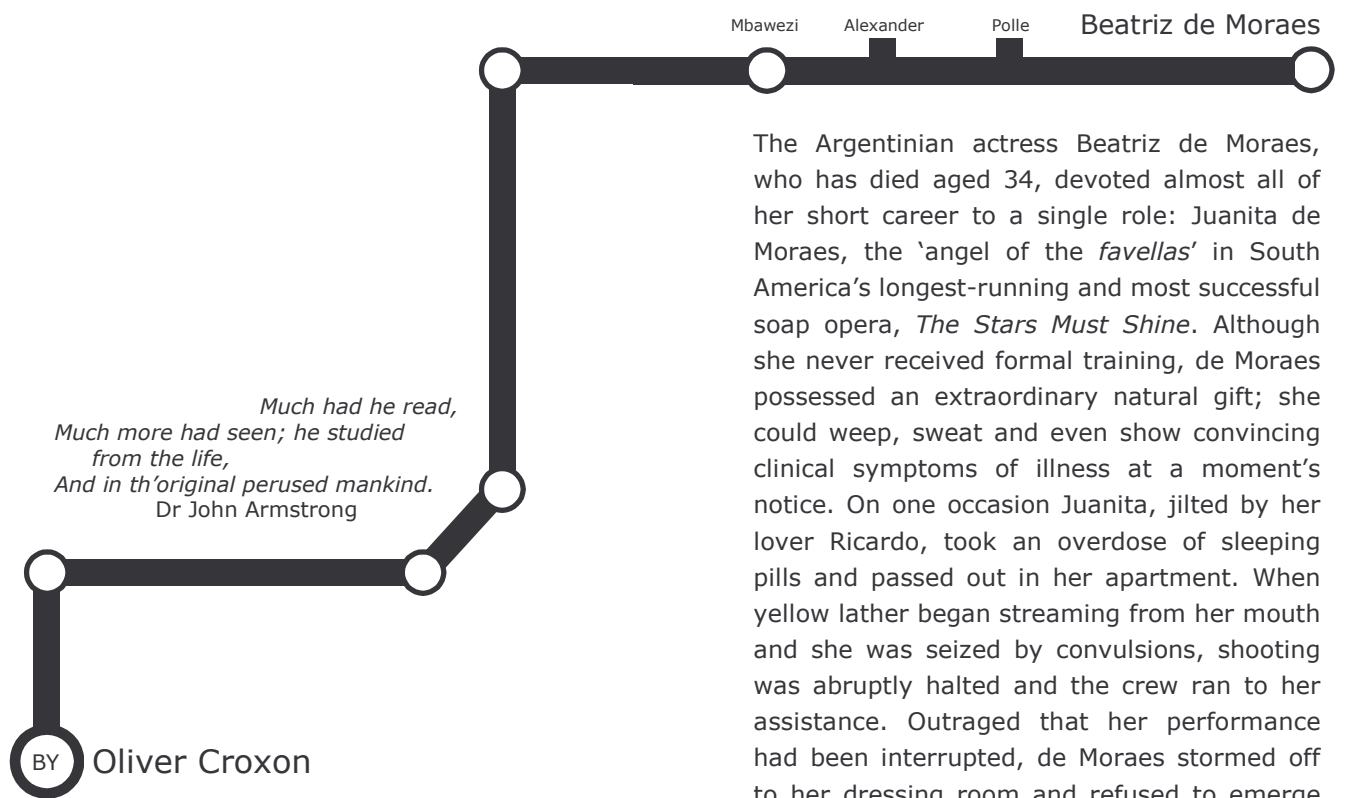 Mbawezi Alexander Polle Beatriz de Moraes
Much had he read,
Much more had seen; he studied
from the life,
And in th’original perused mankind.
Dr John Armstrong
BY Oliver Croxon
The Argentinian actress Beatriz de Moraes,
who has died aged 34, devoted almost all of
her short career to a single role: Juanita de
Moraes, the ‘angel of the favellas’ in South
America’s longest-running and most successful
soap opera, The Stars Must Shine. Although
she never received formal training, de Moraes
possessed an extraordinary natural gift; she
could weep, sweat and even show convincing
clinical symptoms of illness at a moment’s
notice. On one occasion Juanita, jilted by her
lover Ricardo, took an overdose of sleeping
pills and passed out in her apartment. When
yellow lather began streaming from her mouth
and she was seized by convulsions, shooting
was abruptly halted and the crew ran to her
assistance. Outraged that her performance
had been interrupted, de Moraes stormed off
to her dressing room and refused to emerge